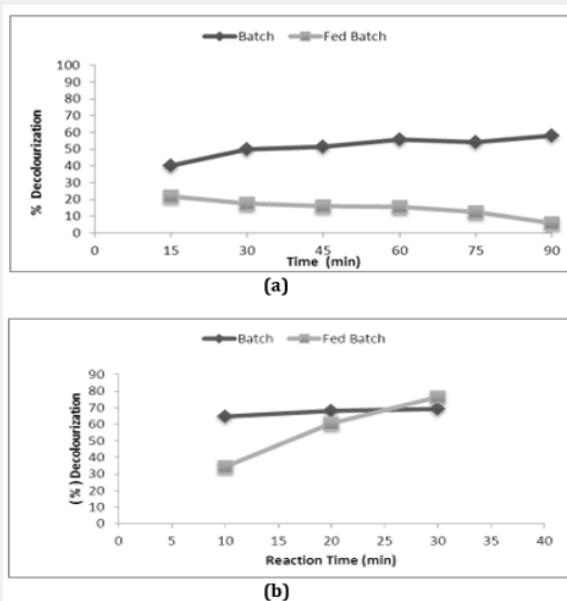 Batch Fed Batch
100
90
80
70
60
50
40
30
20
10
0
% Decolourization
0 15 30 45 60 75 90
Time (min)
(a)
Batch Fed Batch
90
80
70
60
50
40
30
20
10
0
(%) Decolourization
0 5 10 15 20 25 30 35 40
Reaction Time (min)
(b)